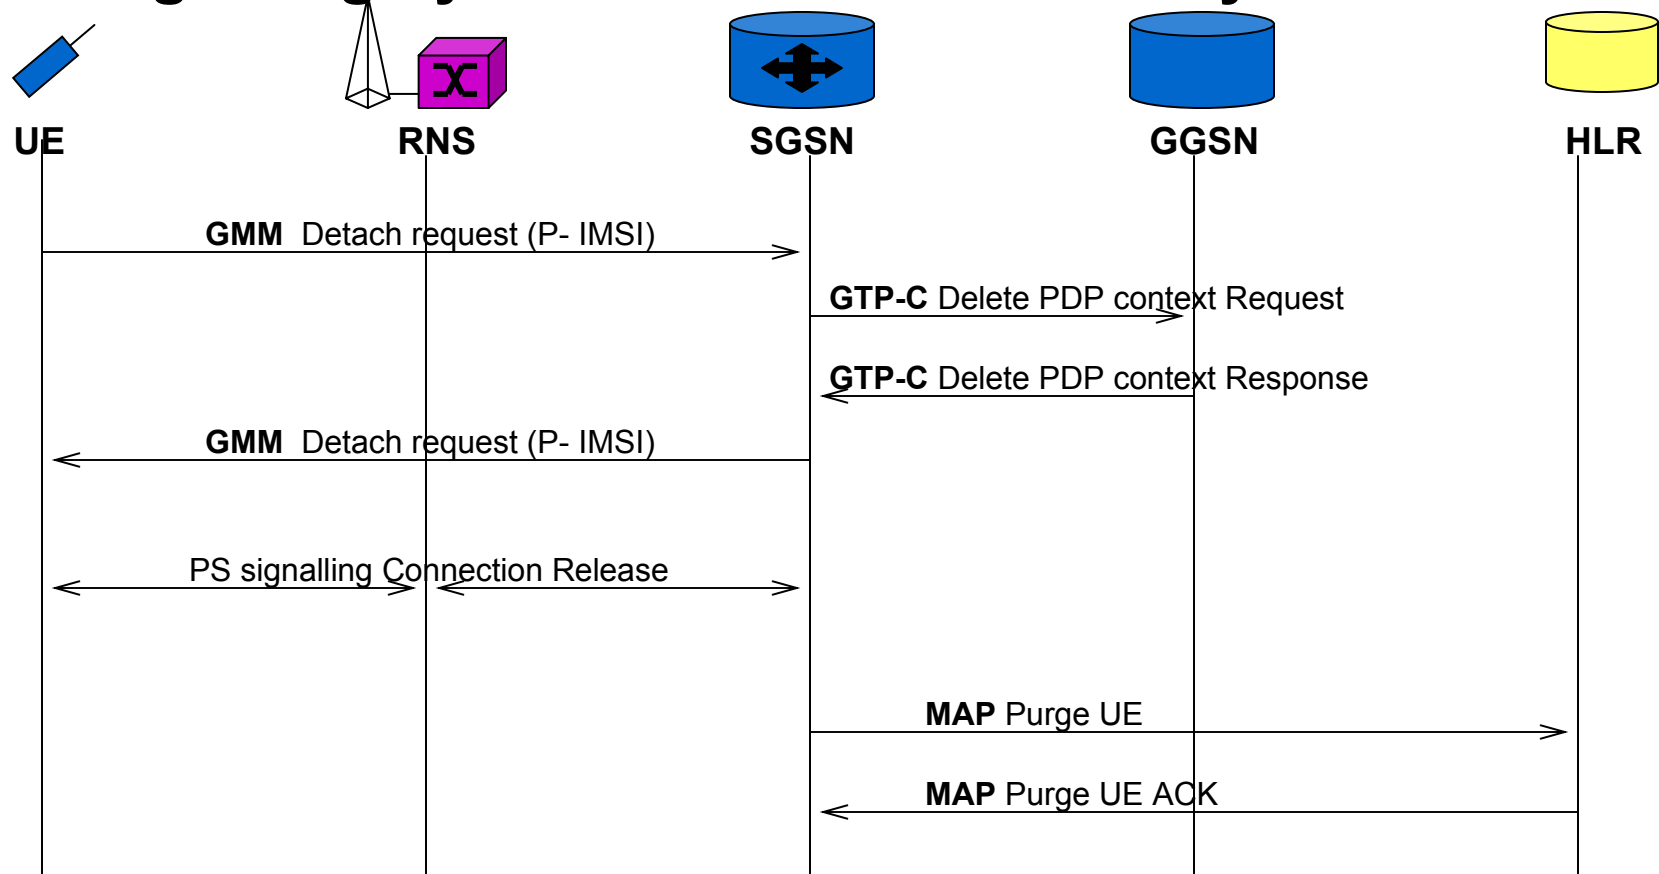 UE RNS SGSN GGSN HLR
GMM Detach request (P- IMSI)
GTP-C Delete PDP context Request
GTP-C Delete PDP context Response
GMM Detach request (P- IMSI)
PS signalling Connection Release
MAP Purge UE
MAP Purge UE ACK